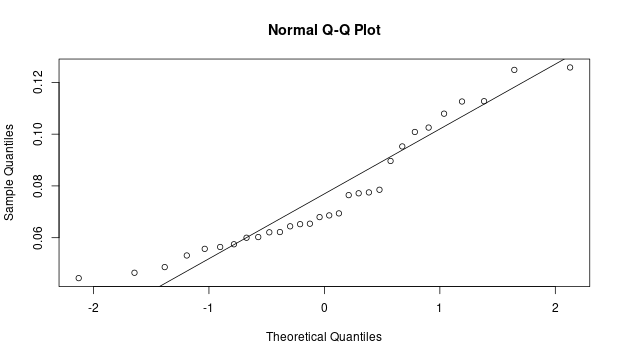 Normal Q-Q Plot
Sample Quantiles
0.12
0.10
0.08
0.06
-2 -1 0 1 2
Theoretical Quantiles